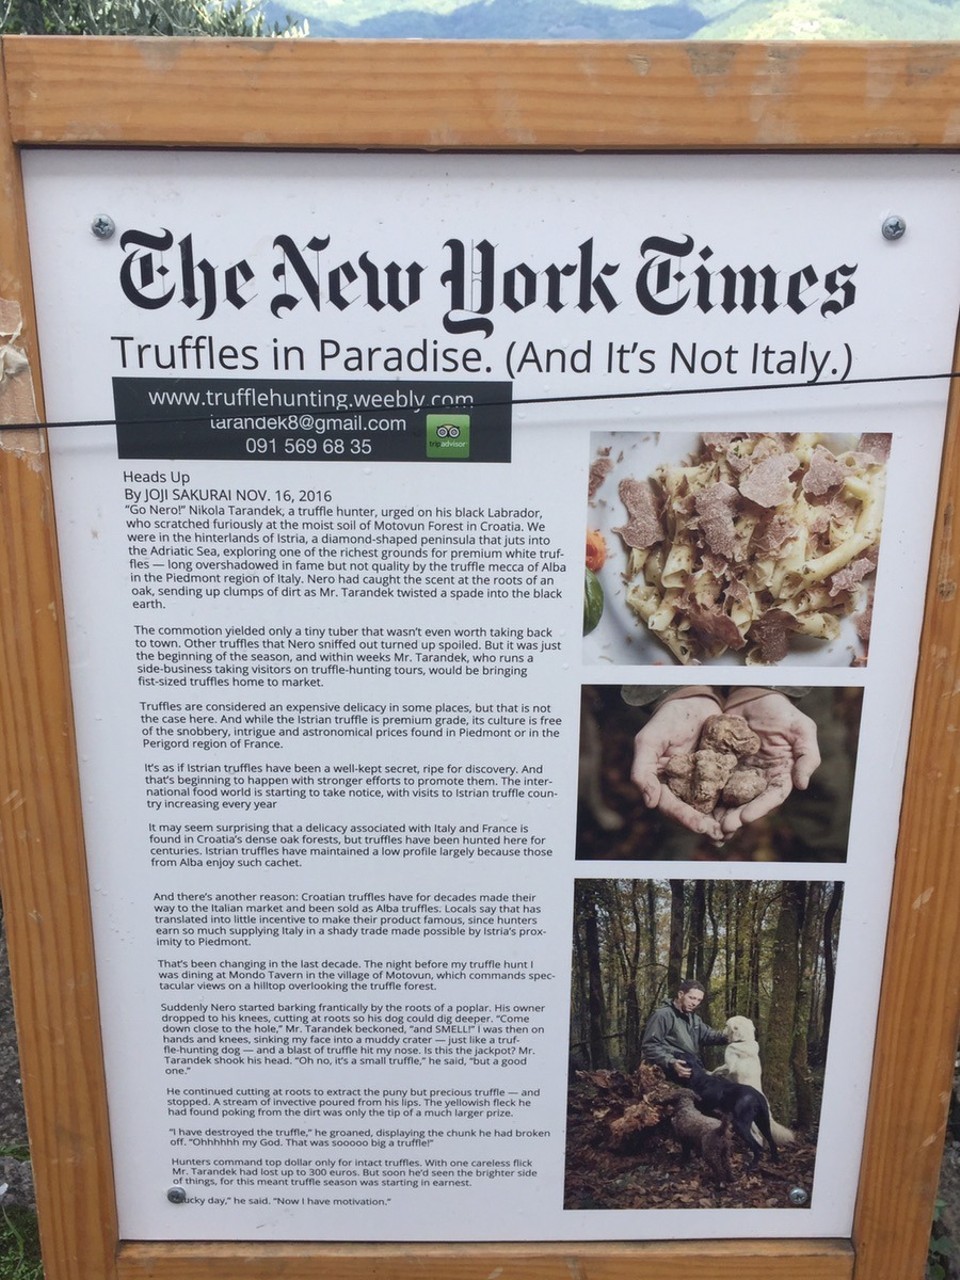 The New York Times
Truffles in Paradise. (And It's Not Italy.)
www.trufflehunting.weebly.com
tarandek8@gmail.com
091 569 68 35
tripadvisor
Heads Up
By JOJI SAKURAI NOV. 16, 2016
"Go Nero!" Nikola Tarandek, a truffle hunter, urged on his black Labrador,
who scratched furiously at the moist soil of Motovun Forest in Croatia. We
were in the hinterlands of Istria, a diamond-shaped peninsula that juts into
the Adriatic Sea, exploring one of the richest grounds for premium white truf-
fles — long overshadowed in fame but not quality by the truffle mecca of Alba
in the Piedmont region of Italy. Nero had caught the scent at the roots of an
oak, sending up clumps of dirt as Mr. Tarandek twisted a spade into the black
earth.
The commotion yielded only a tiny tuber that wasn't even worth taking back
to town. Other truffles that Nero sniffed out turned up spoiled. But it was just
the beginning of the season, and within weeks Mr. Tarandek, who runs a
side-business taking visitors on truffle-hunting tours, would be bringing
fist-sized truffles home to market.
Truffles are considered an expensive delicacy in some places, but that is not
the case here. And while the Istrian truffle is premium grade, its culture is free
of the snobbery, intrigue and astronomical prices found in Piedmont or in the
Perigord region of France.
It's as if Istrian truffles have been a well-kept secret, ripe for discovery. And
that's beginning to happen with stronger efforts to promote them. The inter-
national food world is starting to take notice, with visits to Istrian truffle coun-
try increasing every year
It may seem surprising that a delicacy associated with Italy and France is
found in Croatia's dense oak forests, but truffles have been hunted here for
centuries. Istrian truffles have maintained a low profile largely because those
from Alba enjoy such cachet.
And there's another reason: Croatian truffles have for decades made their
way to the Italian market and been sold as Alba truffles. Locals say that has
translated into little incentive to make their product famous, since hunters
earn so much supplying Italy in a shady trade made possible by Istria's prox-
imity to Piedmont.
That's been changing in the last decade. The night before my truffle hunt I
was dining at Mondo Tavern in the village of Motovun, which commands spec-
tacular views on a hilltop overlooking the truffle forest.
Suddenly Nero started barking frantically by the roots of a poplar. His owner
dropped to his knees, cutting at roots so his dog could dig deeper. "Come
down close to the hole," Mr. Tarandek beckoned, "and SMELL!" I was then on
hands and knees, sinking my face into a muddy crater — just like a truf-
fle-hunting dog — and a blast of truffle hit my nose. Is this the jackpot? Mr.
Tarandek shook his head. "Oh no, it's a small truffle," he said, "but a good
one."
He continued cutting at roots to extract the puny but precious truffle — and
stopped. A stream of invective poured from his lips. The yellowish fleck he
had found poking from the dirt was only the tip of a much larger prize.
"I have destroyed the truffle," he groaned, displaying the chunk he had broken
off. "Ohhhhhh my God. That was sooooo big a truffle!"
Hunters command top dollar only for intact truffles. With one careless flick
Mr. Tarandek had lost up to 300 euros. But soon he'd seen the brighter side
of things, for this meant truffle season was starting in earnest.
ucky day," he said. "Now I have motivation."